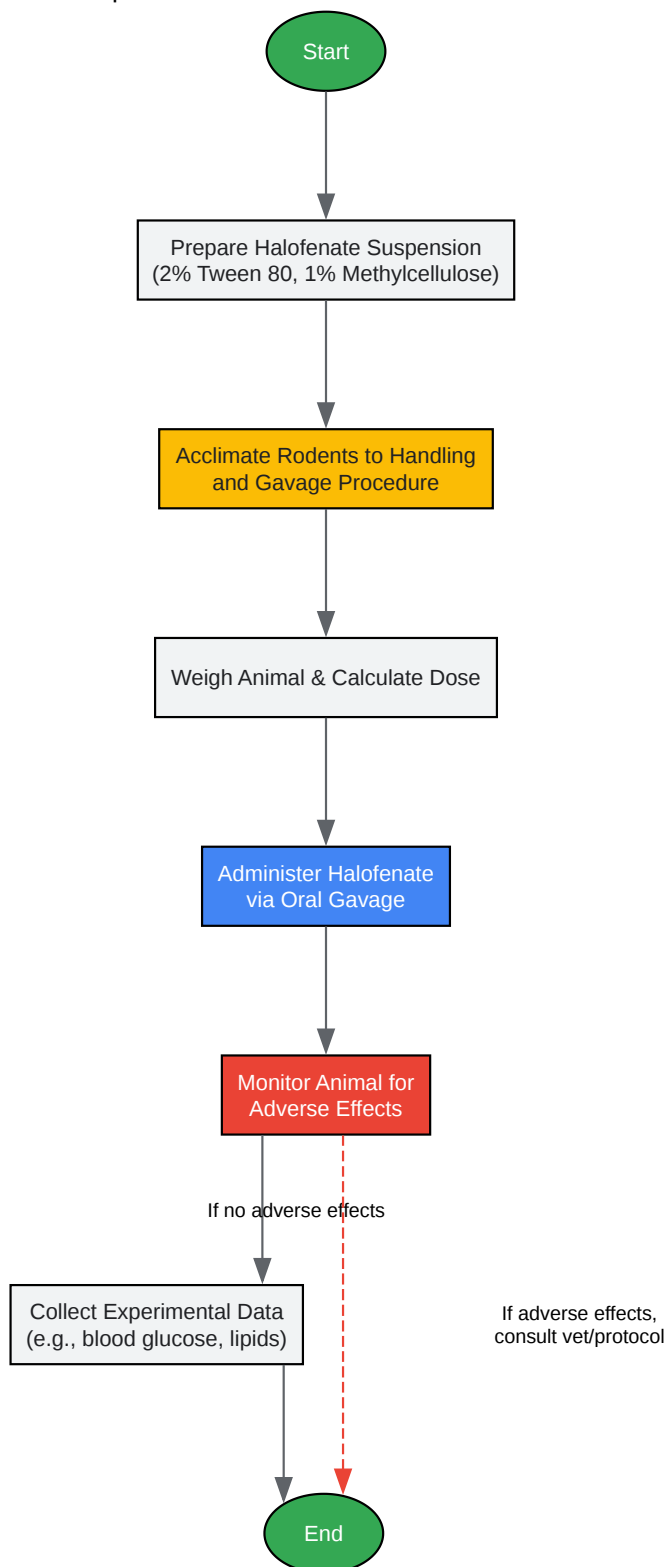 Start
Prepare Halofenate Suspension
(2% Tween 80, 1% Methylcellulose)
Acclimate Rodents to Handling
and Gavage Procedure
Weigh Animal & Calculate Dose
Administer Halofenate
via Oral Gavage
Monitor Animal for
Adverse Effects
If no adverse effects
Collect Experimental Data
(e.g., blood glucose, lipids)
If adverse effects,
consult vet/protocol
End